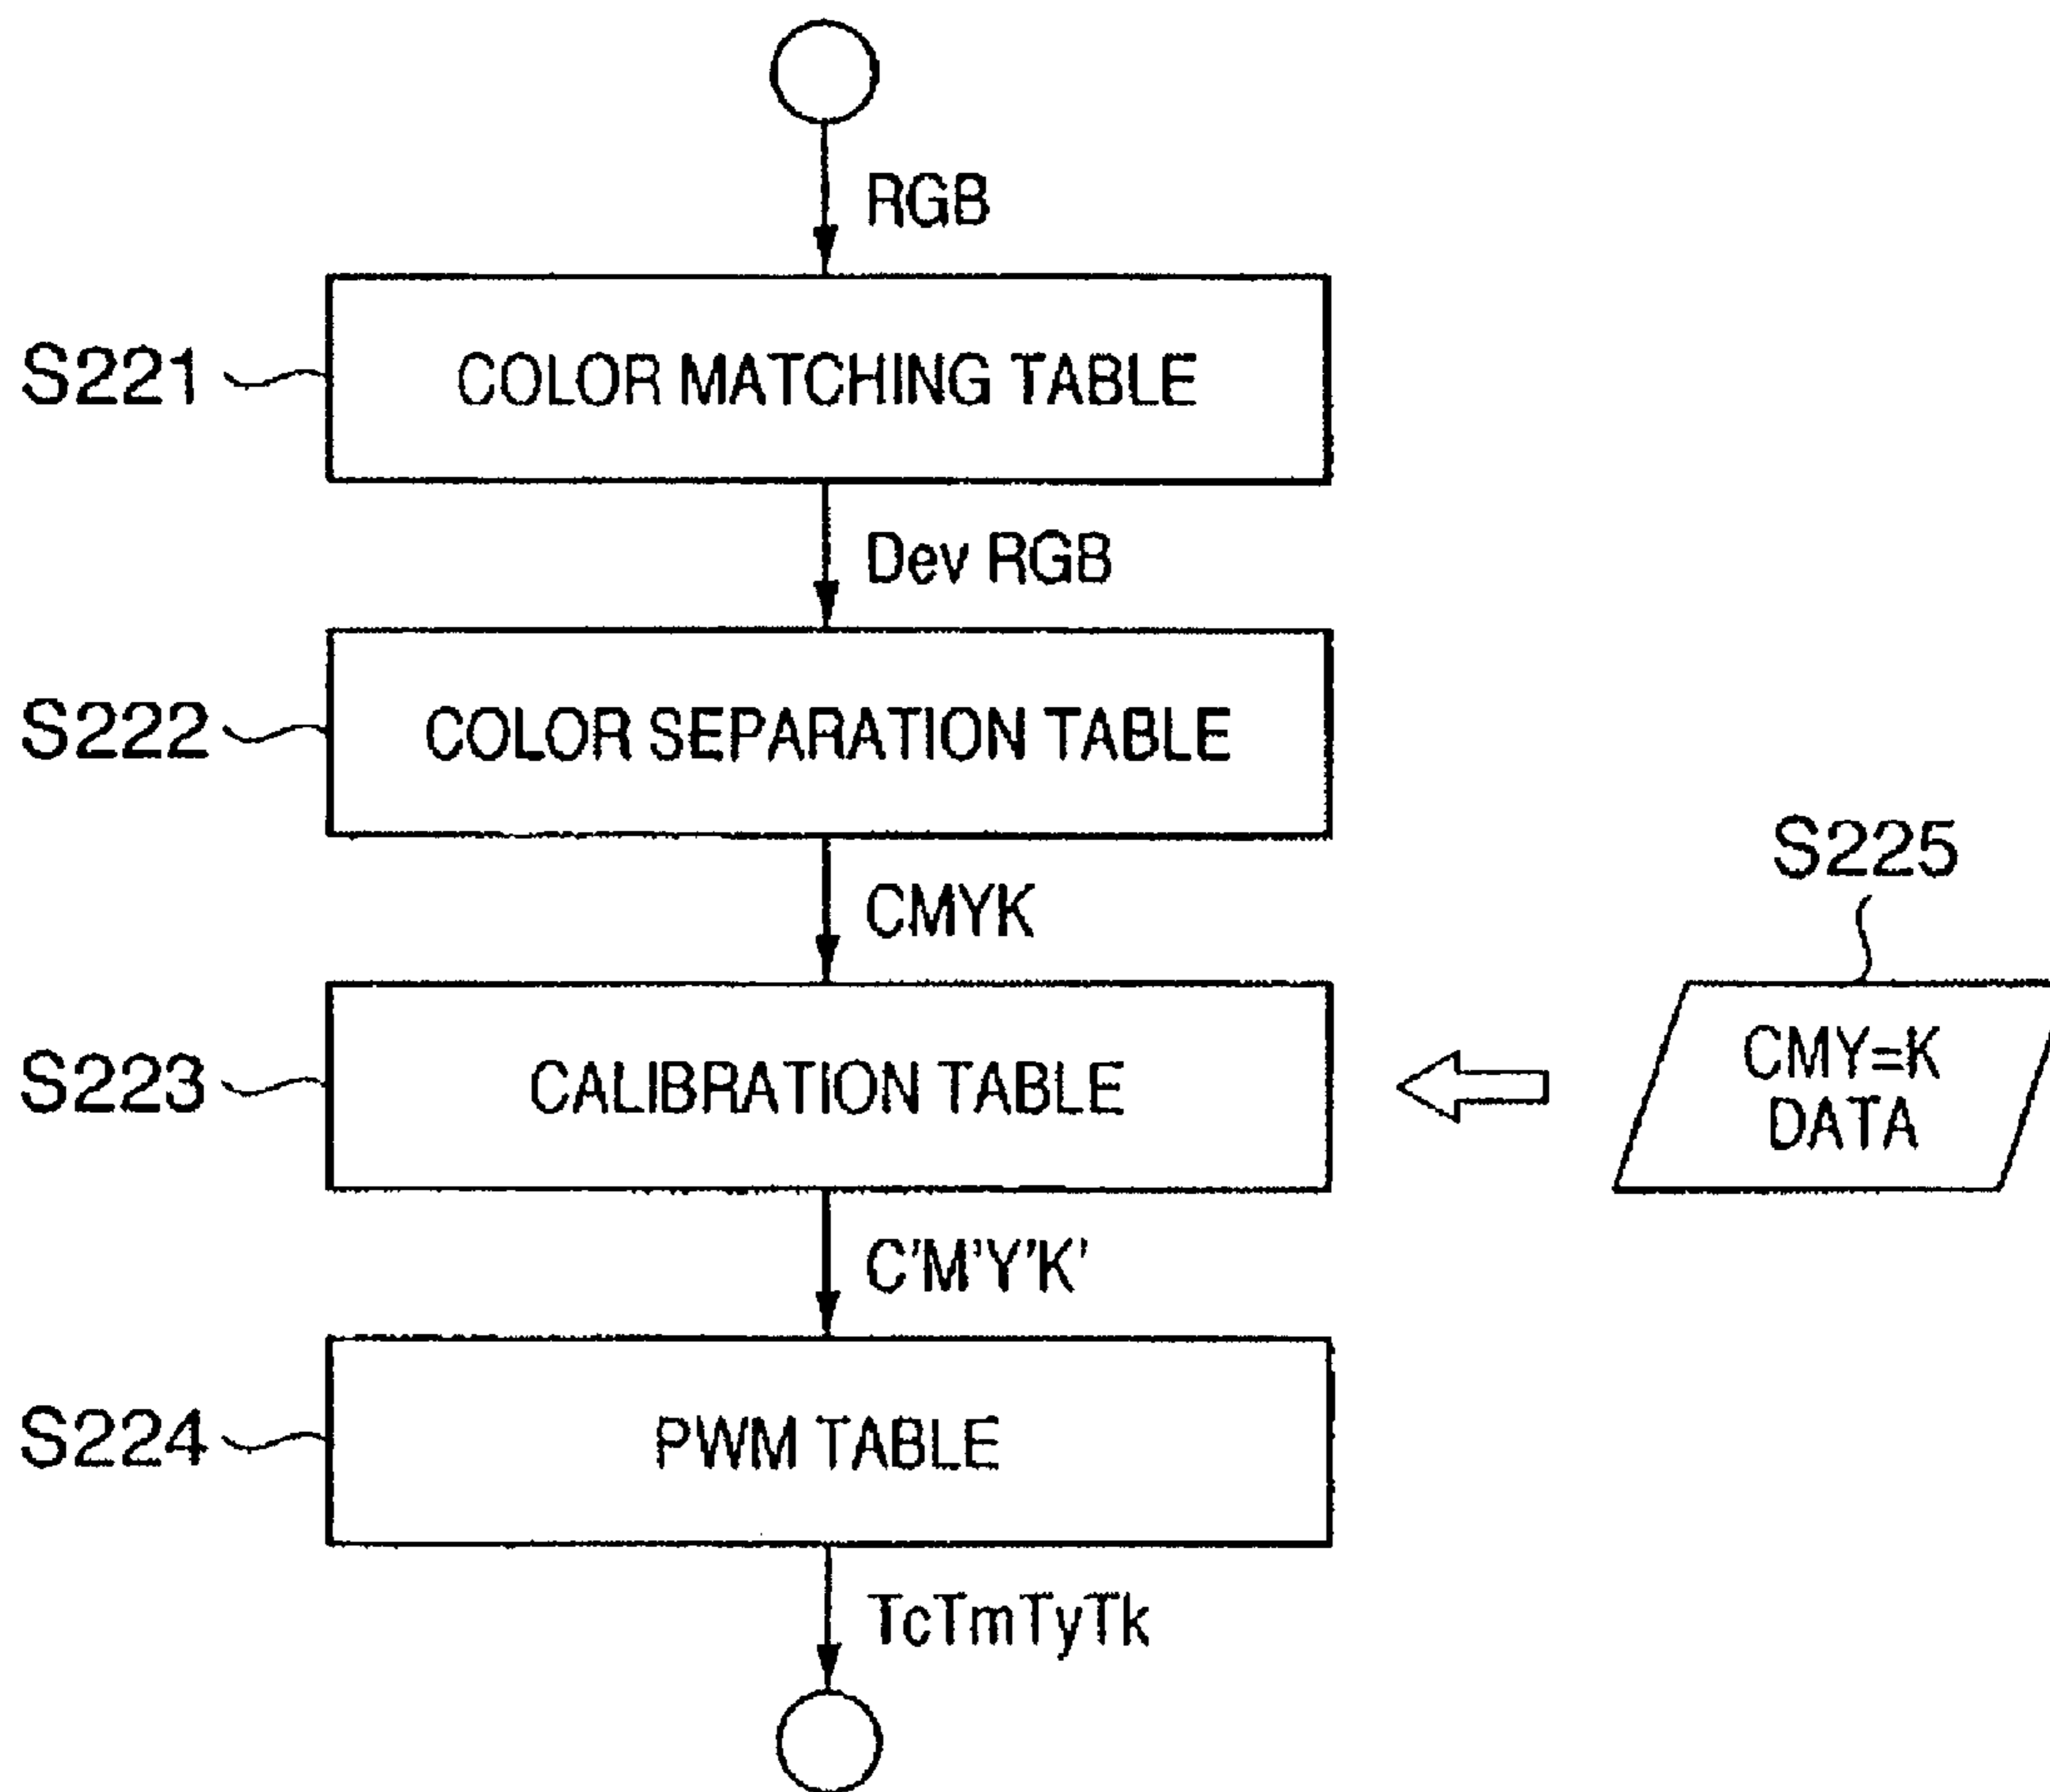 RGB
S221
COLOR MATCHING TABLE
Dev RGB
S222
COLOR SEPARATION TABLE
CMYK
S225
S223
CALIBRATION TABLE
CMY=K
DATA
C'M'Y'K'
S224
PWM TABLE
TcTmTyTk